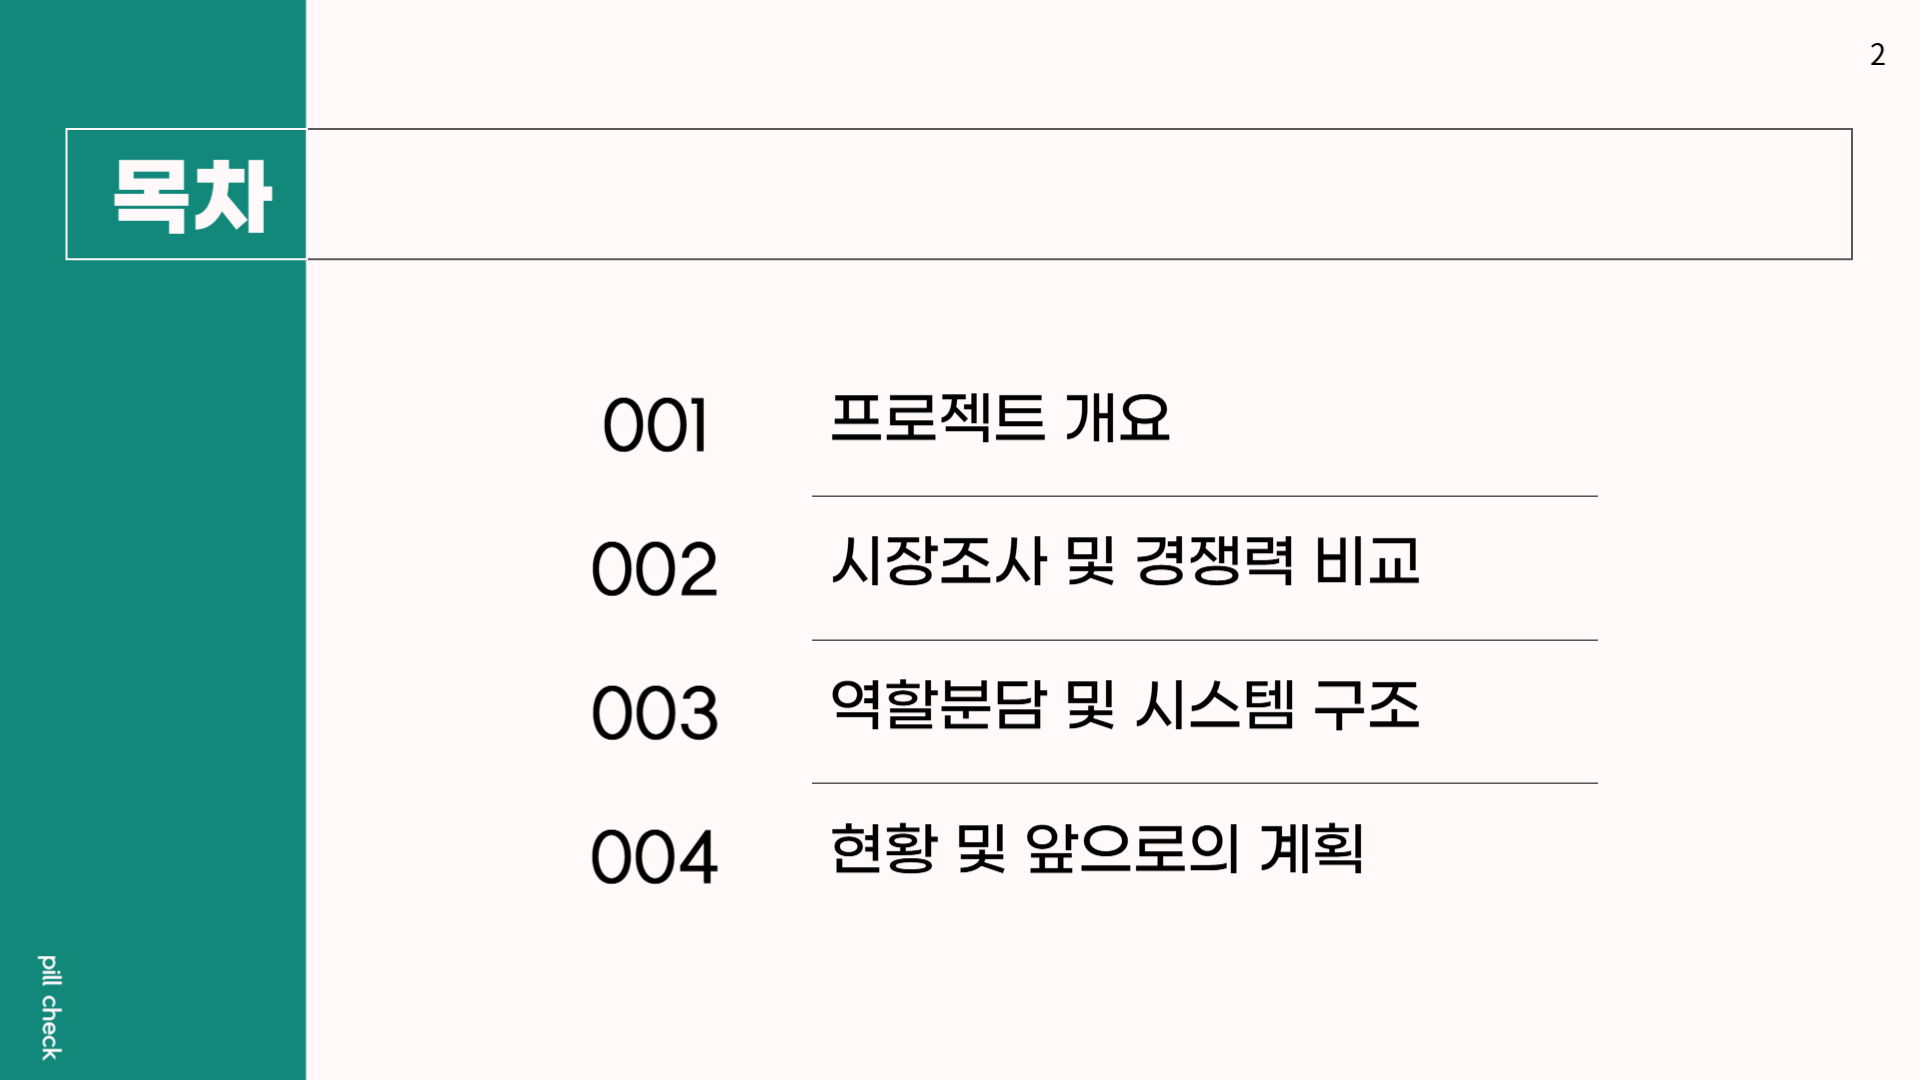 2
목차
001 프로젝트 개요
002 시장조사 및 경쟁력 비교
003 역할분담 및 시스템 구조
004 현황 및 앞으로의 계획
pill check